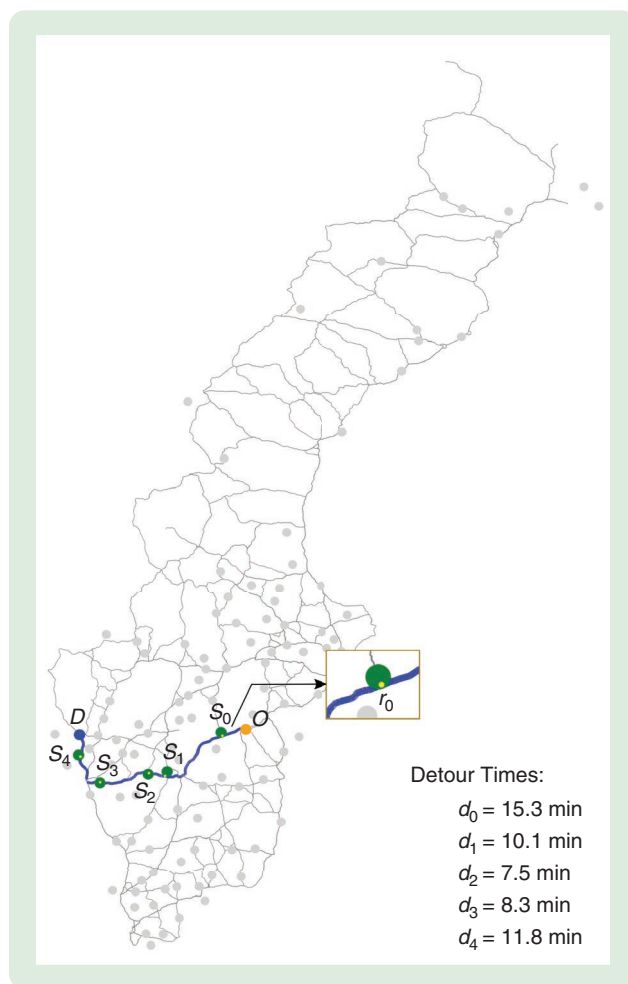 S0
O
r0
D
S4
S3
S2
S1
Detour Times:
d0 = 15.3 min
d1 = 10.1 min
d2 = 7.5 min
d3 = 8.3 min
d4 = 11.8 min